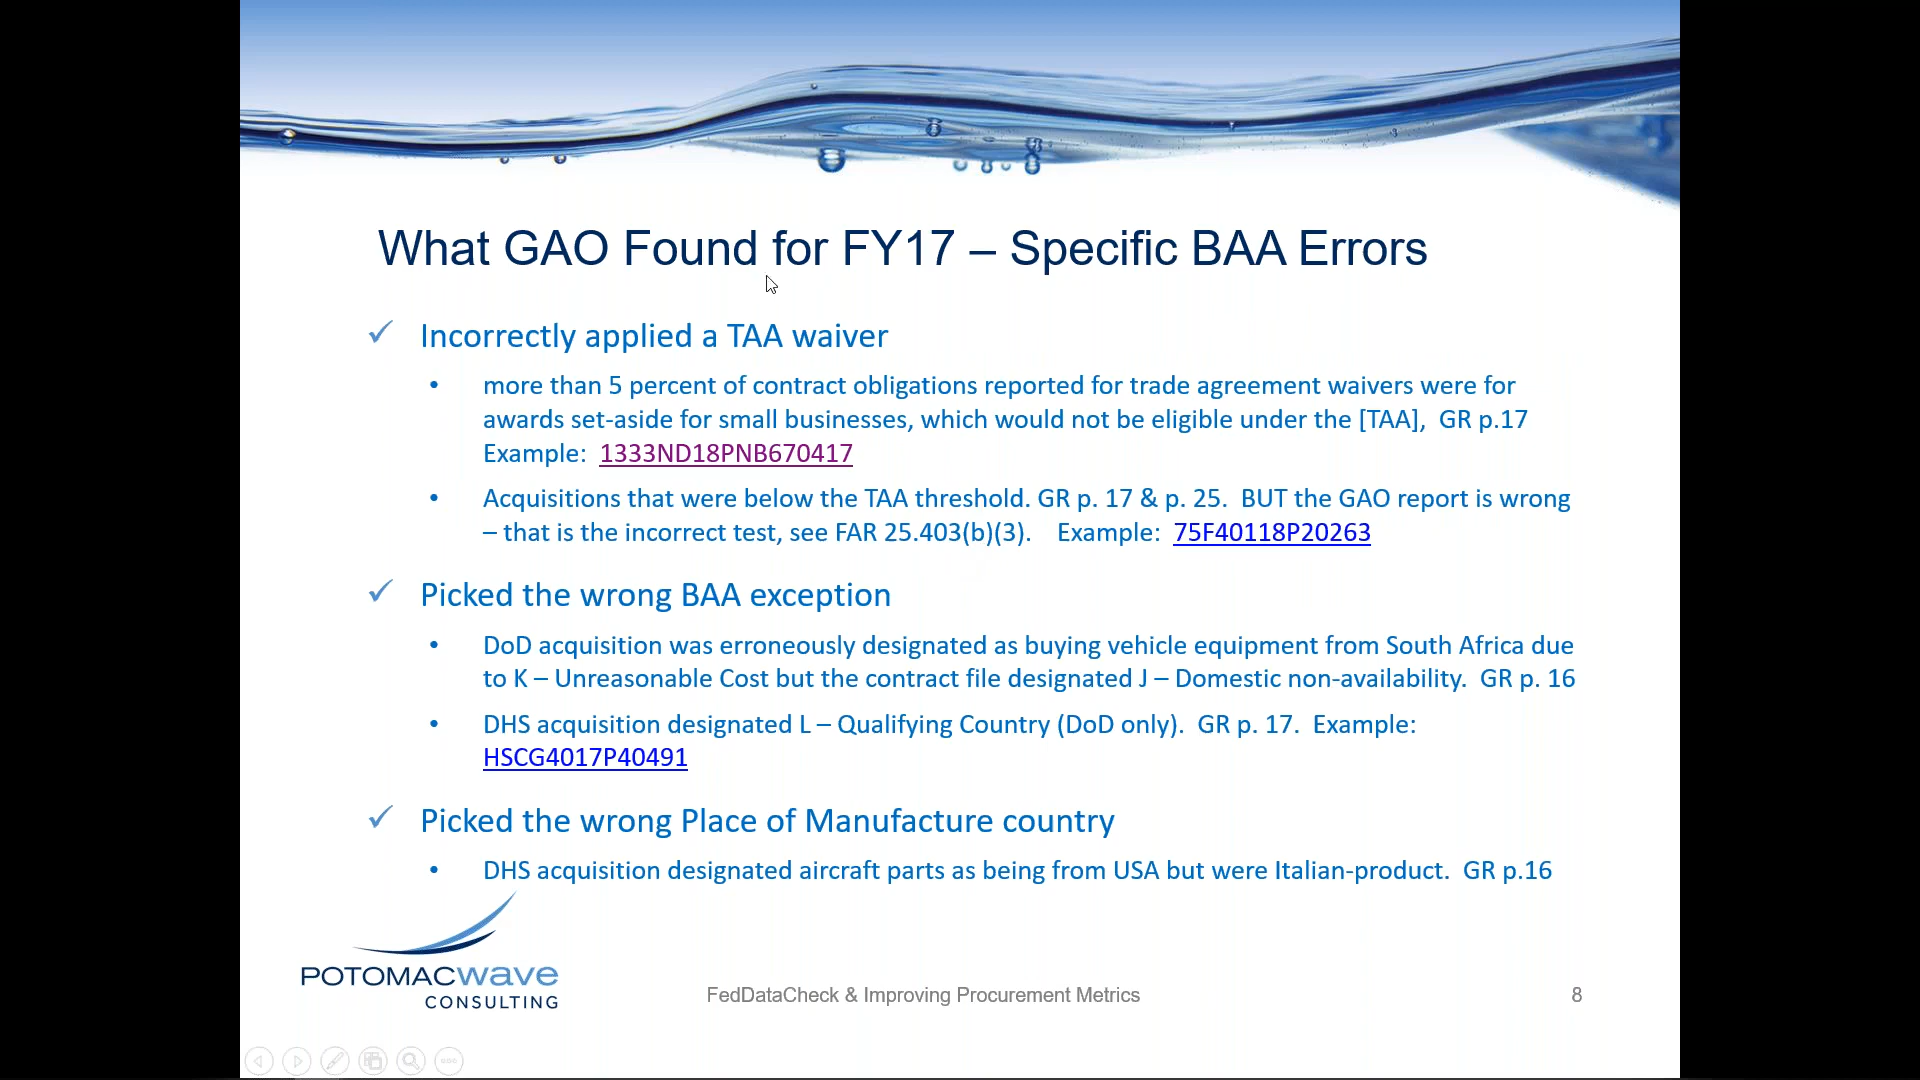 What GAO Found for FY17 – Specific BAA Errors
✓ Incorrectly applied a TAA waiver
• more than 5 percent of contract obligations reported for trade agreement waivers were for
awards set-aside for small businesses, which would not be eligible under the [TAA], GR p.17
Example: 1333ND18PNB670417
• Acquisitions that were below the TAA threshold. GR p. 17 & p. 25. BUT the GAO report is wrong
– that is the incorrect test, see FAR 25.403(b)(3). Example: 75F40118P20263
✓ Picked the wrong BAA exception
• DoD acquisition was erroneously designated as buying vehicle equipment from South Africa due
to K – Unreasonable Cost but the contract file designated J – Domestic non-availability. GR p. 16
• DHS acquisition designated L – Qualifying Country (DoD only). GR p. 17. Example:
HSCG4017P40491
✓ Picked the wrong Place of Manufacture country
• DHS acquisition designated aircraft parts as being from USA but were Italian-product. GR p.16
POTOMACwave
CONSULTING
FedDataCheck & Improving Procurement Metrics
8